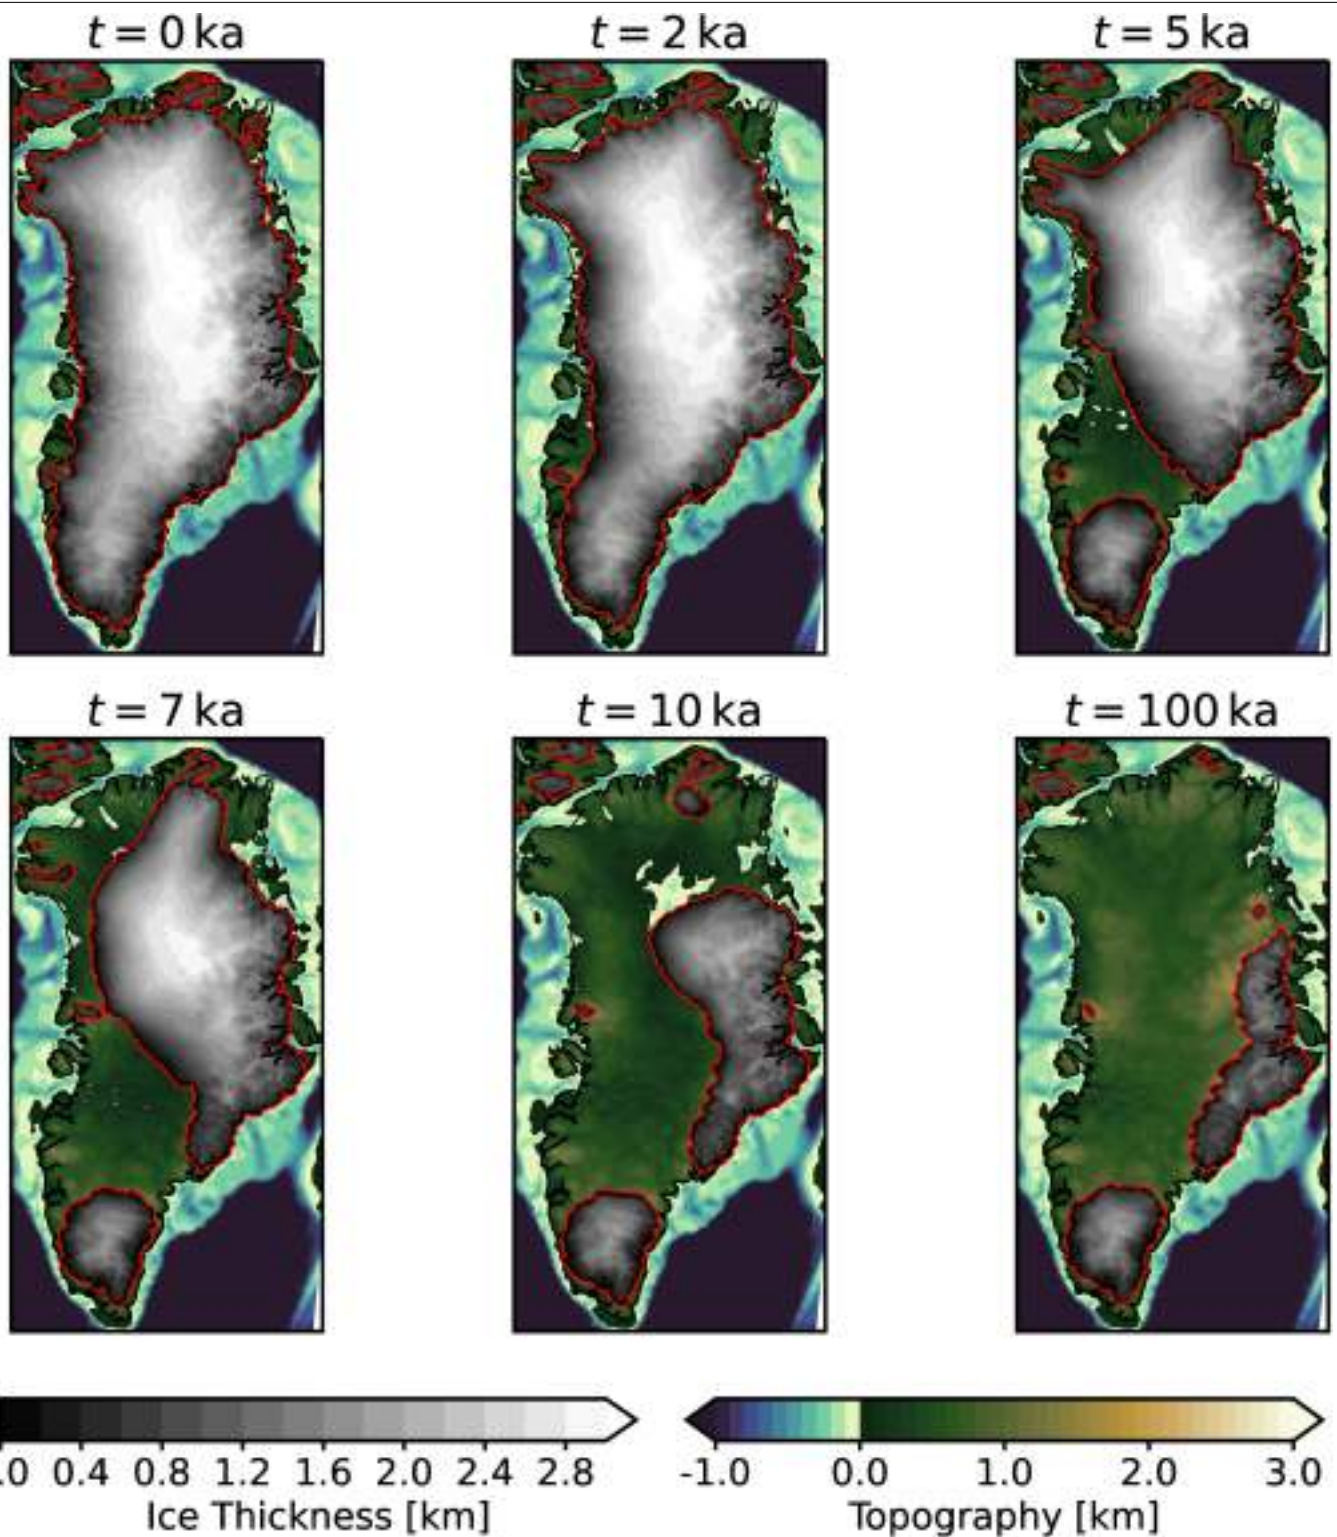 t = 0 ka
t = 2 ka
t = 5 ka
t = 7 ka
t = 10 ka
t = 100 ka
.0 0.4 0.8 1.2 1.6 2.0 2.4 2.8
Ice Thickness [km]
-1.0 0.0 1.0 2.0 3.0
Topography [km]